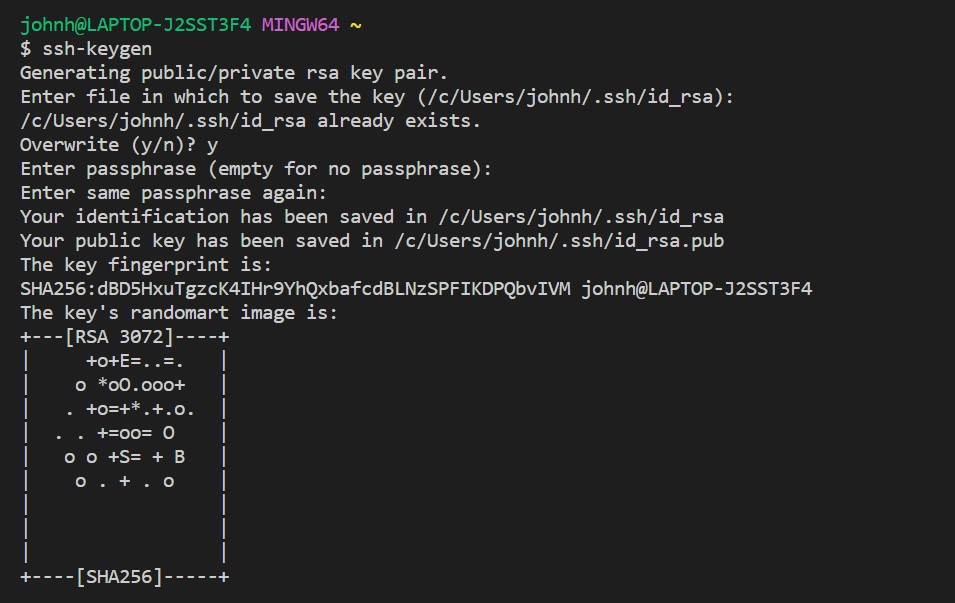 johnh@LAPTOP-J2SST3F4 MINGW64 ~
$ ssh-keygen
Generating public/private rsa key pair.
Enter file in which to save the key (/c/Users/johnh/.ssh/id_rsa):
/c/Users/johnh/.ssh/id_rsa already exists.
Overwrite (y/n)? y
Enter passphrase (empty for no passphrase):
Enter same passphrase again:
Your identification has been saved in /c/Users/johnh/.ssh/id_rsa
Your public key has been saved in /c/Users/johnh/.ssh/id_rsa.pub
The key fingerprint is:
SHA256:dBD5HxuTgzcK4IHr9YhQxbafcdBLNzSPFIKDPQbvIVM johnh@LAPTOP-J2SST3F4
The key's randomart image is:
+---[RSA 3072]----+
|     +o+E=..=.   |
|    o *oO.ooo+   |
|   . +o=+*.+.o.  |
|  . . +=oo= O    |
|   o o +S= + B   |
|    o . + . o    |
|                 |
|                 |
|                 |
+----[SHA256]-----+